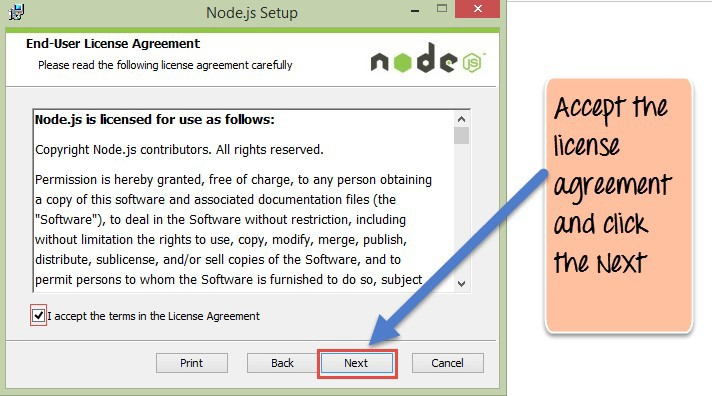 Node.js Setup
End-User License Agreement
Please read the following license agreement carefully
node
JS
Node.js is licensed for use as follows:
Copyright Node.js contributors. All rights reserved.
Permission is hereby granted, free of charge, to any person obtaining
a copy of this software and associated documentation files (the
"Software"), to deal in the Software without restriction, including
without limitation the rights to use, copy, modify, merge, publish,
distribute, sublicense, and/or sell copies of the Software, and to
permit persons to whom the Software is furnished to do so, subject
I accept the terms in the License Agreement
Print
Back
Next
Cancel
Accept the
license
agreement
and click
the Next